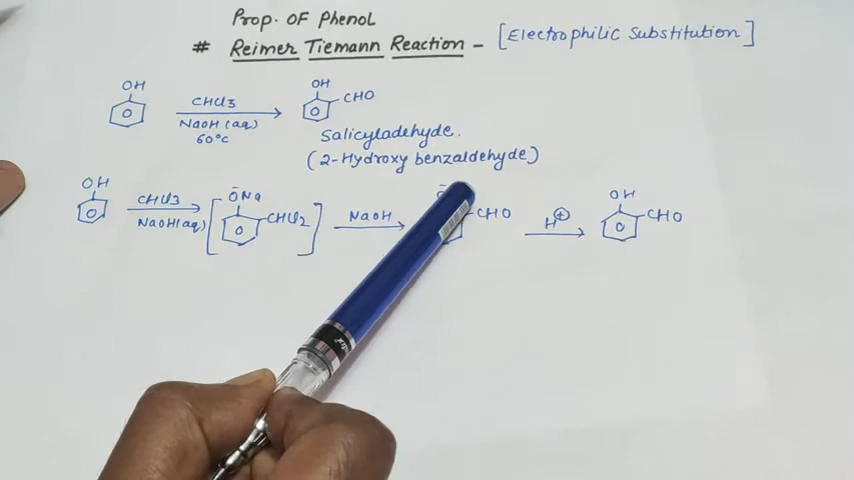 Prop. OF Phenol
# Reimer Tiemann Reaction - [Electrophilic Substitution]
OH CHCl3 OH CHO
NaOH (aq)
60°C
Salicyladehyde.
(2-Hydroxy benzaldehyde)
OH CHCl3 ŌNa CHCl2 NaOH CHO H⊕ OH CHO
NaOH (aq)